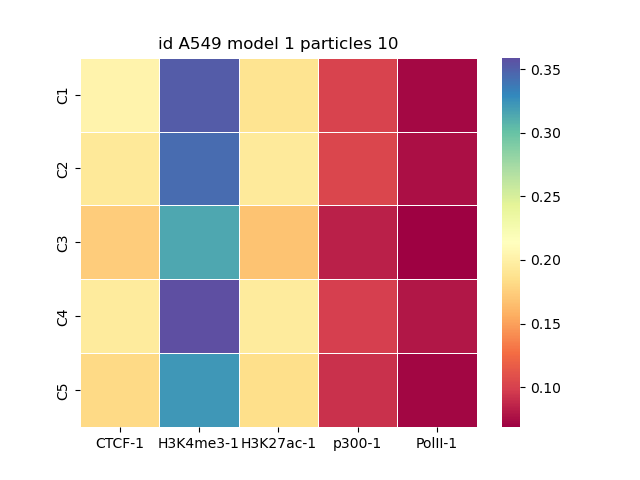 id A549 model 1 particles 10
C1
C2
C3
C4
C5
CTCF-1 H3K4me3-1 H3K27ac-1 p300-1 PolII-1
0.35
0.30
0.25
0.20
0.15
0.10